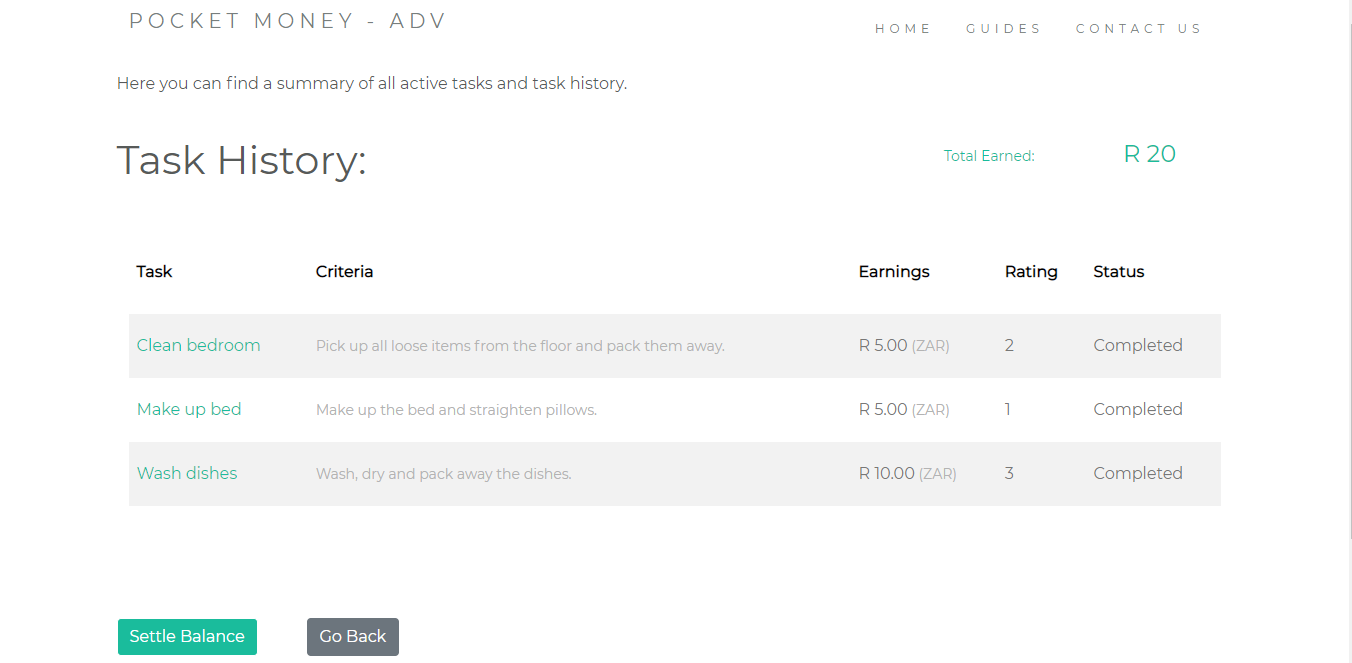 POCKET MONEY - ADV
HOME GUIDES CONTACT US
Here you can find a summary of all active tasks and task history.
Task History:
Total Earned: R 20
Task Criteria Earnings Rating Status
Clean bedroom Pick up all loose items from the floor and pack them away. R 5.00 (ZAR) 2 Completed
Make up bed Make up the bed and straighten pillows. R 5.00 (ZAR) 1 Completed
Wash dishes Wash, dry and pack away the dishes. R 10.00 (ZAR) 3 Completed
Settle Balance Go Back